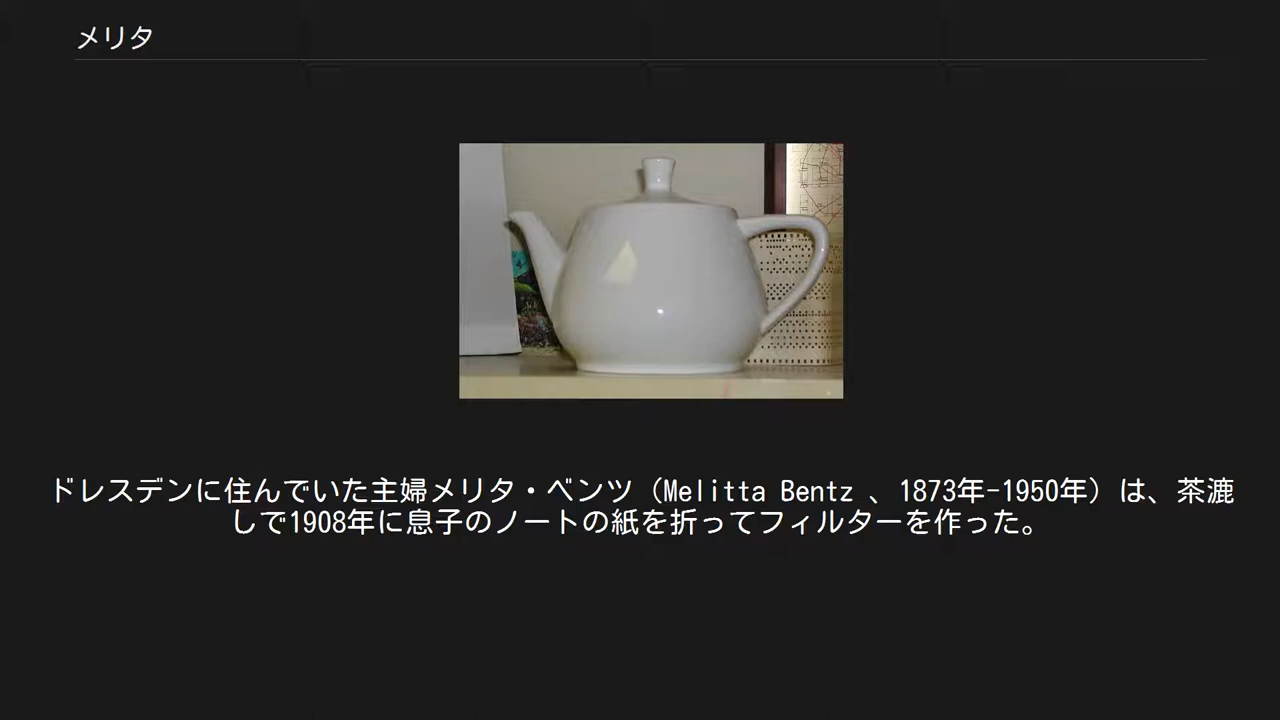 メリタ
ドレスデンに住んでいた主婦メリタ・ベンツ（Melitta Bentz 、1873年-1950年）は、茶漉
しで1908年に息子のノートの紙を折ってフィルターを作った。